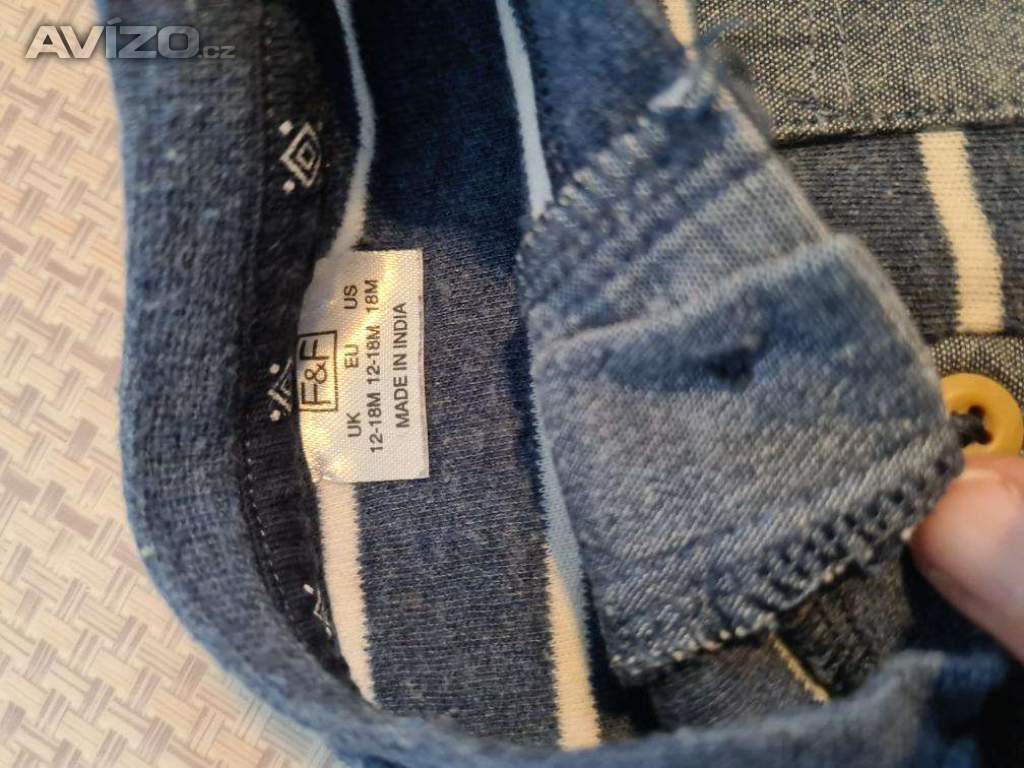 AVÍZO.cz
F&F
UK EU US
12-18M 12-18M 18M
MADE IN INDIA